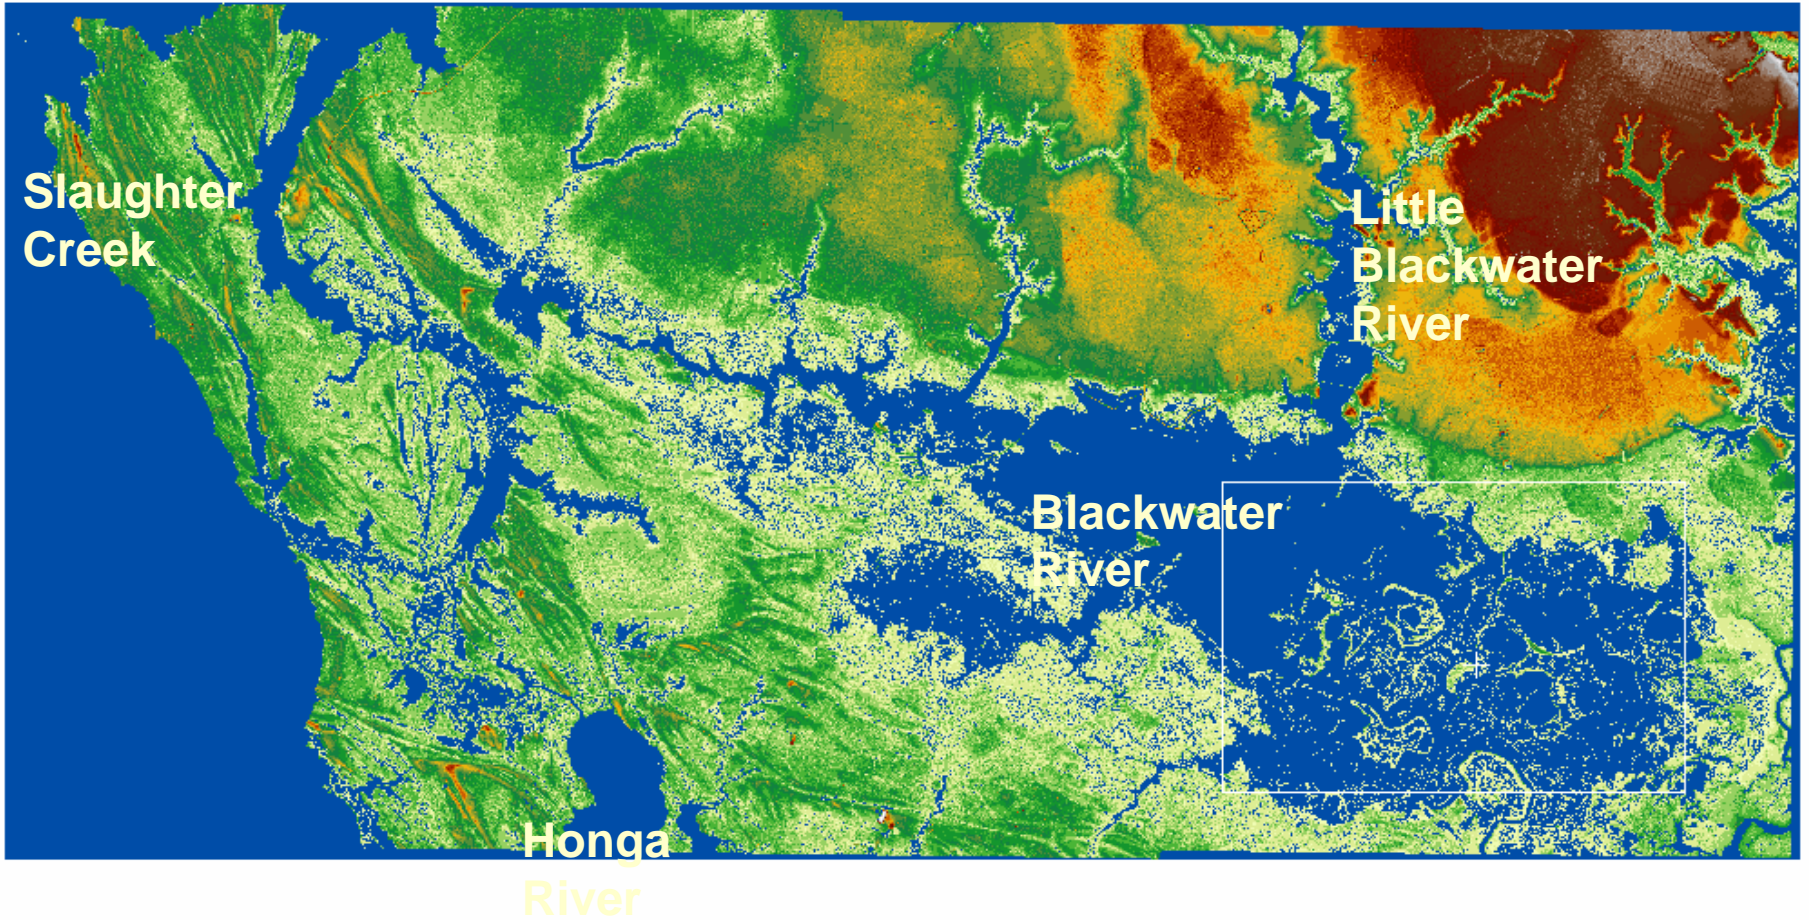 Slaughter
Creek
Little
Blackwater
River
Blackwater
River
Honga
River